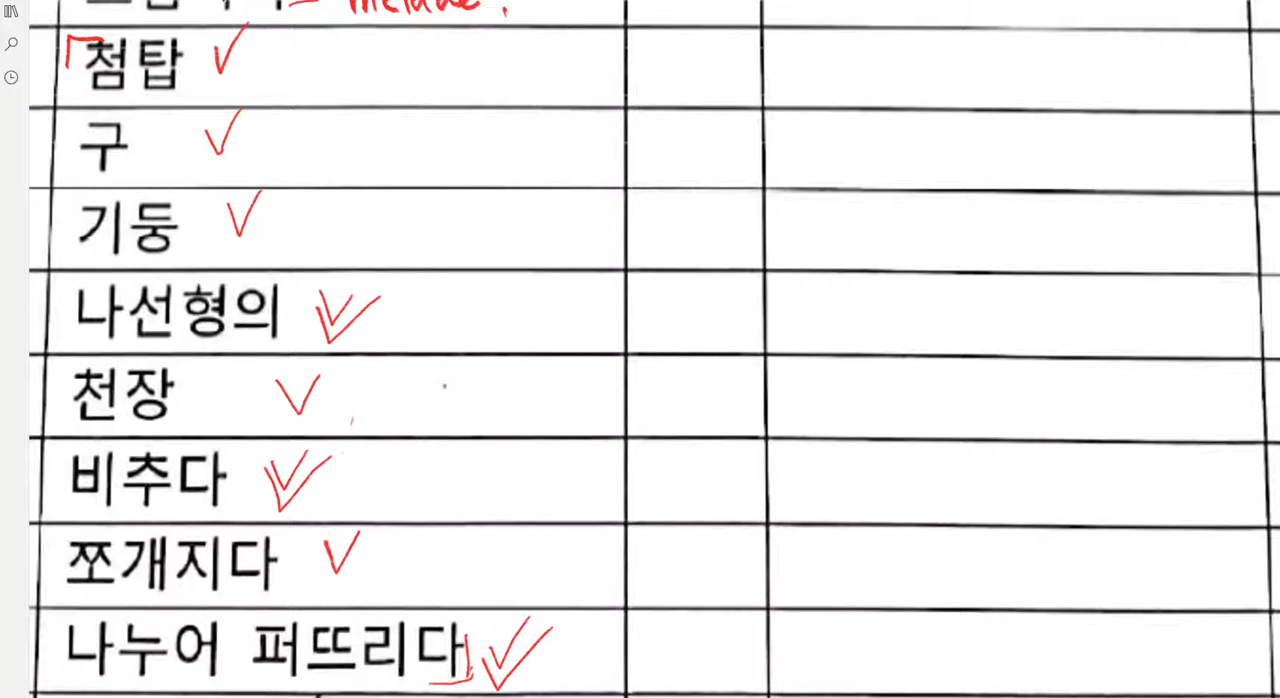 include.
첨탑
구
기둥
나선형의
천장
비추다
쪼개지다
나누어 퍼뜨리다